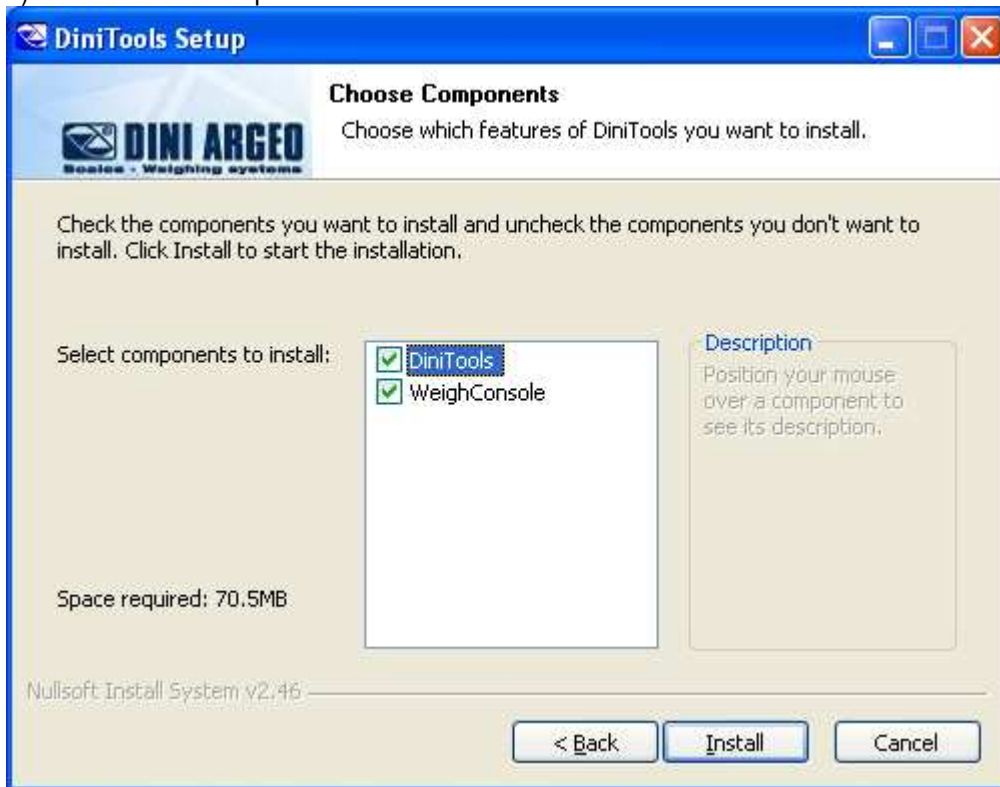 DiniTools Setup
Choose Components
Choose which features of DiniTools you want to install.
DINI ARGEO
Scales - Weighing systems
Check the components you want to install and uncheck the components you don't want to
install. Click Install to start the installation.
Select components to install:
DiniTools
WeighConsole
Description
Position your mouse
over a component to
see its description.
Space required: 70.5MB
Nullsoft Install System v2.46
< Back
Install
Cancel